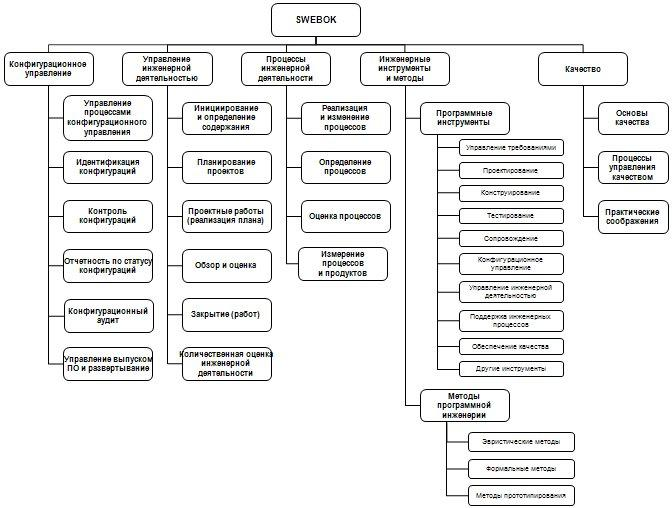 SWEBOK
Конфигурационное
управление
Управление
процессами
конфигурационного
управления
Идентификация
конфигураций
Контроль
конфигураций
Отчетность по статусу
конфигураций
Конфигурационный
аудит
Управление выпуском
ПО и развертывание
Управление
инженерной
деятельностью
Инициирование
и определение
содержания
Планирование
проектов
Проектные работы
(реализация плана)
Обзор и оценка
Закрытие (работ)
Количественная оценка
инженерной
деятельности
Процессы
инженерной
деятельности
Реализация
и изменение
процессов
Определение
процессов
Оценка процессов
Измерение
процессов
и продуктов
Инженерные
инструменты
и методы
Программные
инструменты
Управление требованиями
Проектирование
Конструирование
Тестирование
Сопровождение
Конфигурационное
управление
Управление инженерной
деятельностью
Поддержка инженерных
процессов
Обеспечение качества
Другие инструменты
Методы
программной
инженерии
Эвристические методы
Формальные методы
Методы прототипирования
Качество
Основы
качества
Процессы
управления
качеством
Практические
соображения